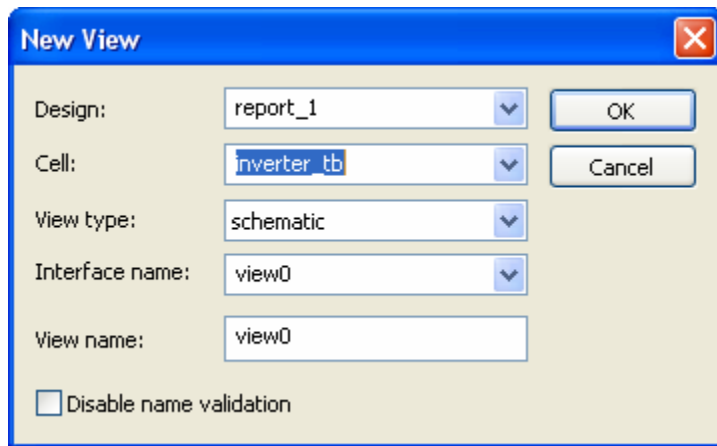 New View
Design: report_1 OK
Cell: inverter_tb Cancel
View type: schematic
Interface name: view0
View name: view0
Disable name validation